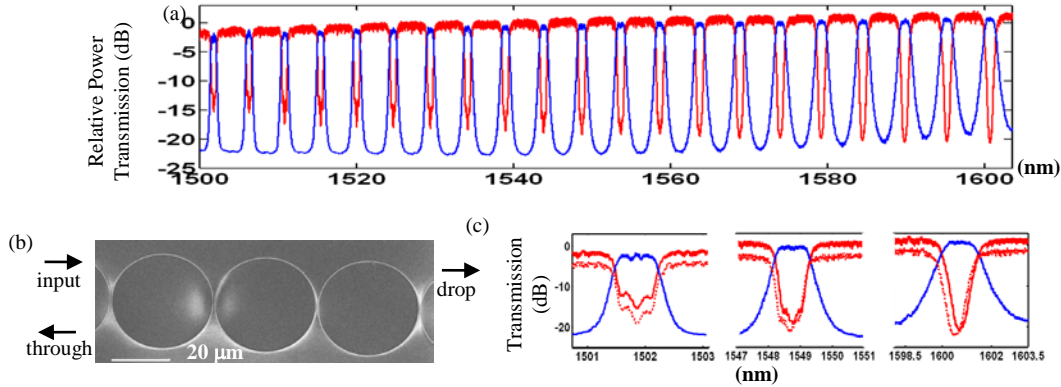 (a)
0
-5
-10
-15
-20
-25
Relative Power
Transmission (dB)
1500 1520 1540 1560 1580 1600
(nm)
(b)
input
through
drop
20 µm
(c)
Transmission
(dB)
0
-10
-20
1501 1502 1503 1547 1548 1549 1550 1551 1598.5 1600 1602 1603.5
(nm)